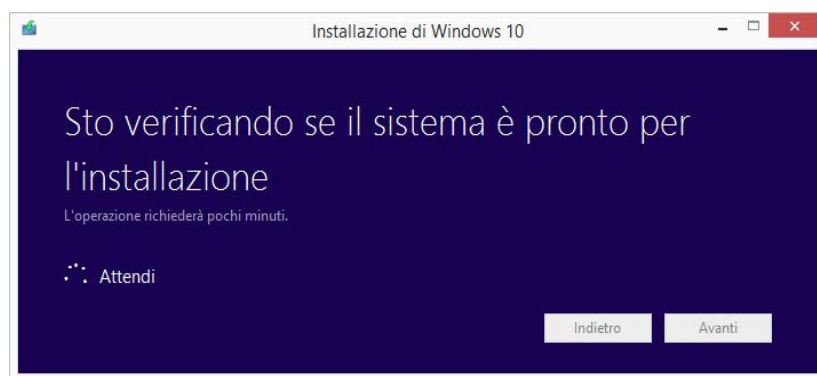 Installazione di Windows 10
Sto verificando se il sistema è pronto per
l'installazione
L'operazione richiederà pochi minuti.
Attendi
Indietro
Avanti